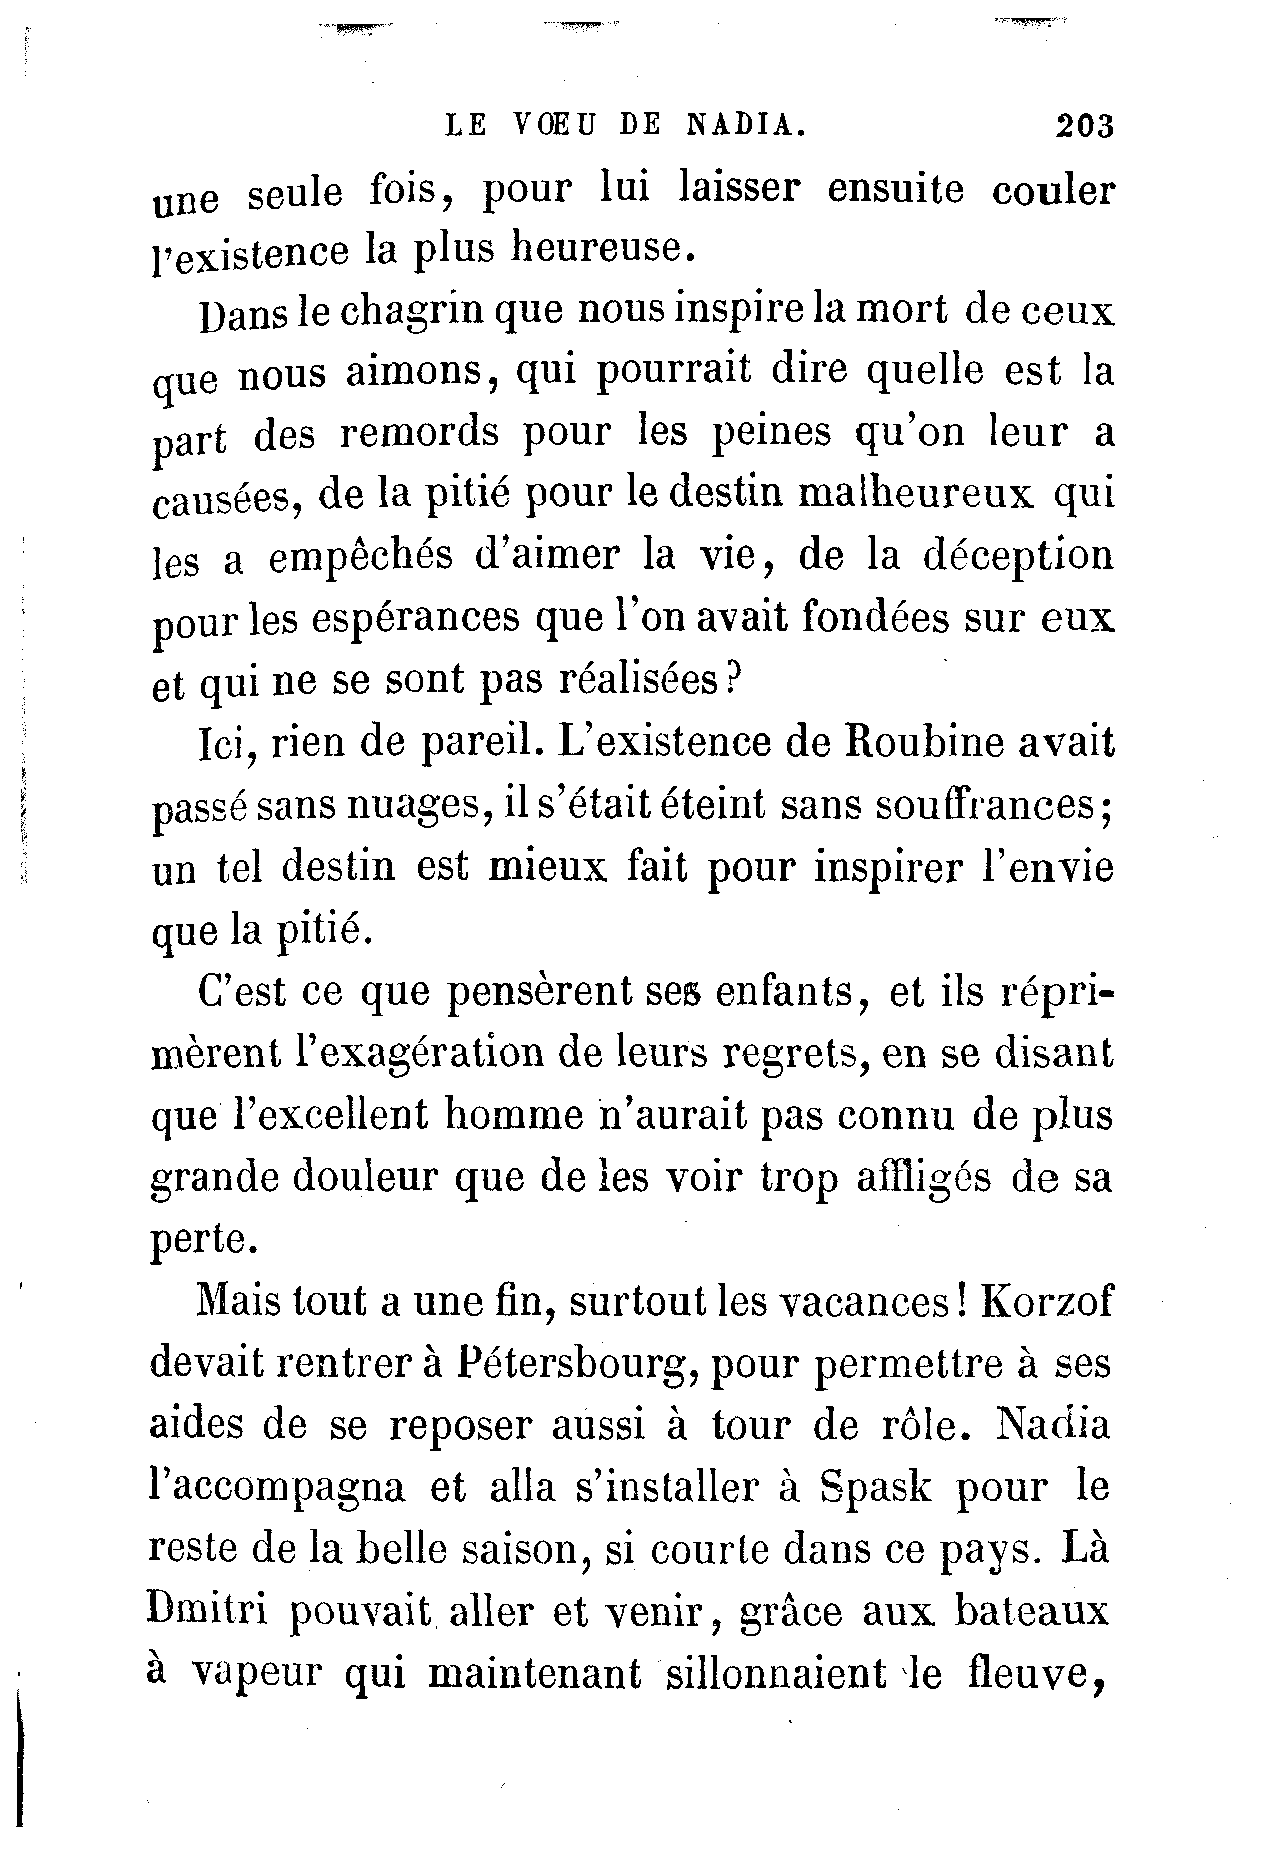 LE VŒU DE NADIA. 203
une seule fois, pour lui laisser ensuite couler
l'existence la plus heureuse.
Dans le chagrin que nous inspire la mort de ceux
que nous aimons, qui pourrait dire quelle est la
part des remords pour les peines qu'on leur a
causées, de la pitié pour le destin malheureux qui
les a empêchés d'aimer la vie, de la déception
pour les espérances que l'on avait fondées sur eux
et qui ne se sont pas réalisées?
Ici, rien de pareil. L'existence de Roubine avait
passé sans nuages, il s'était éteint sans souffrances;
un tel destin est mieux fait pour inspirer l'envie
que la pitié.
C'est ce que pensèrent ses enfants, et ils répri-
mèrent l'exagération de leurs regrets, en se disant
que l'excellent homme n'aurait pas connu de plus
grande douleur que de les voir trop affligés de sa
perte.
Mais tout a une fin, surtout les vacances! Korzof
devait rentrer à Pétersbourg, pour permettre à ses
aides de se reposer aussi à tour de rôle. Nadia
l'accompagna et alla s'installer à Spask pour le
reste de la belle saison, si courte dans ce pays. Là
Dmitri pouvait aller et venir, grâce aux bateaux
à vapeur qui maintenant sillonnaient le fleuve,